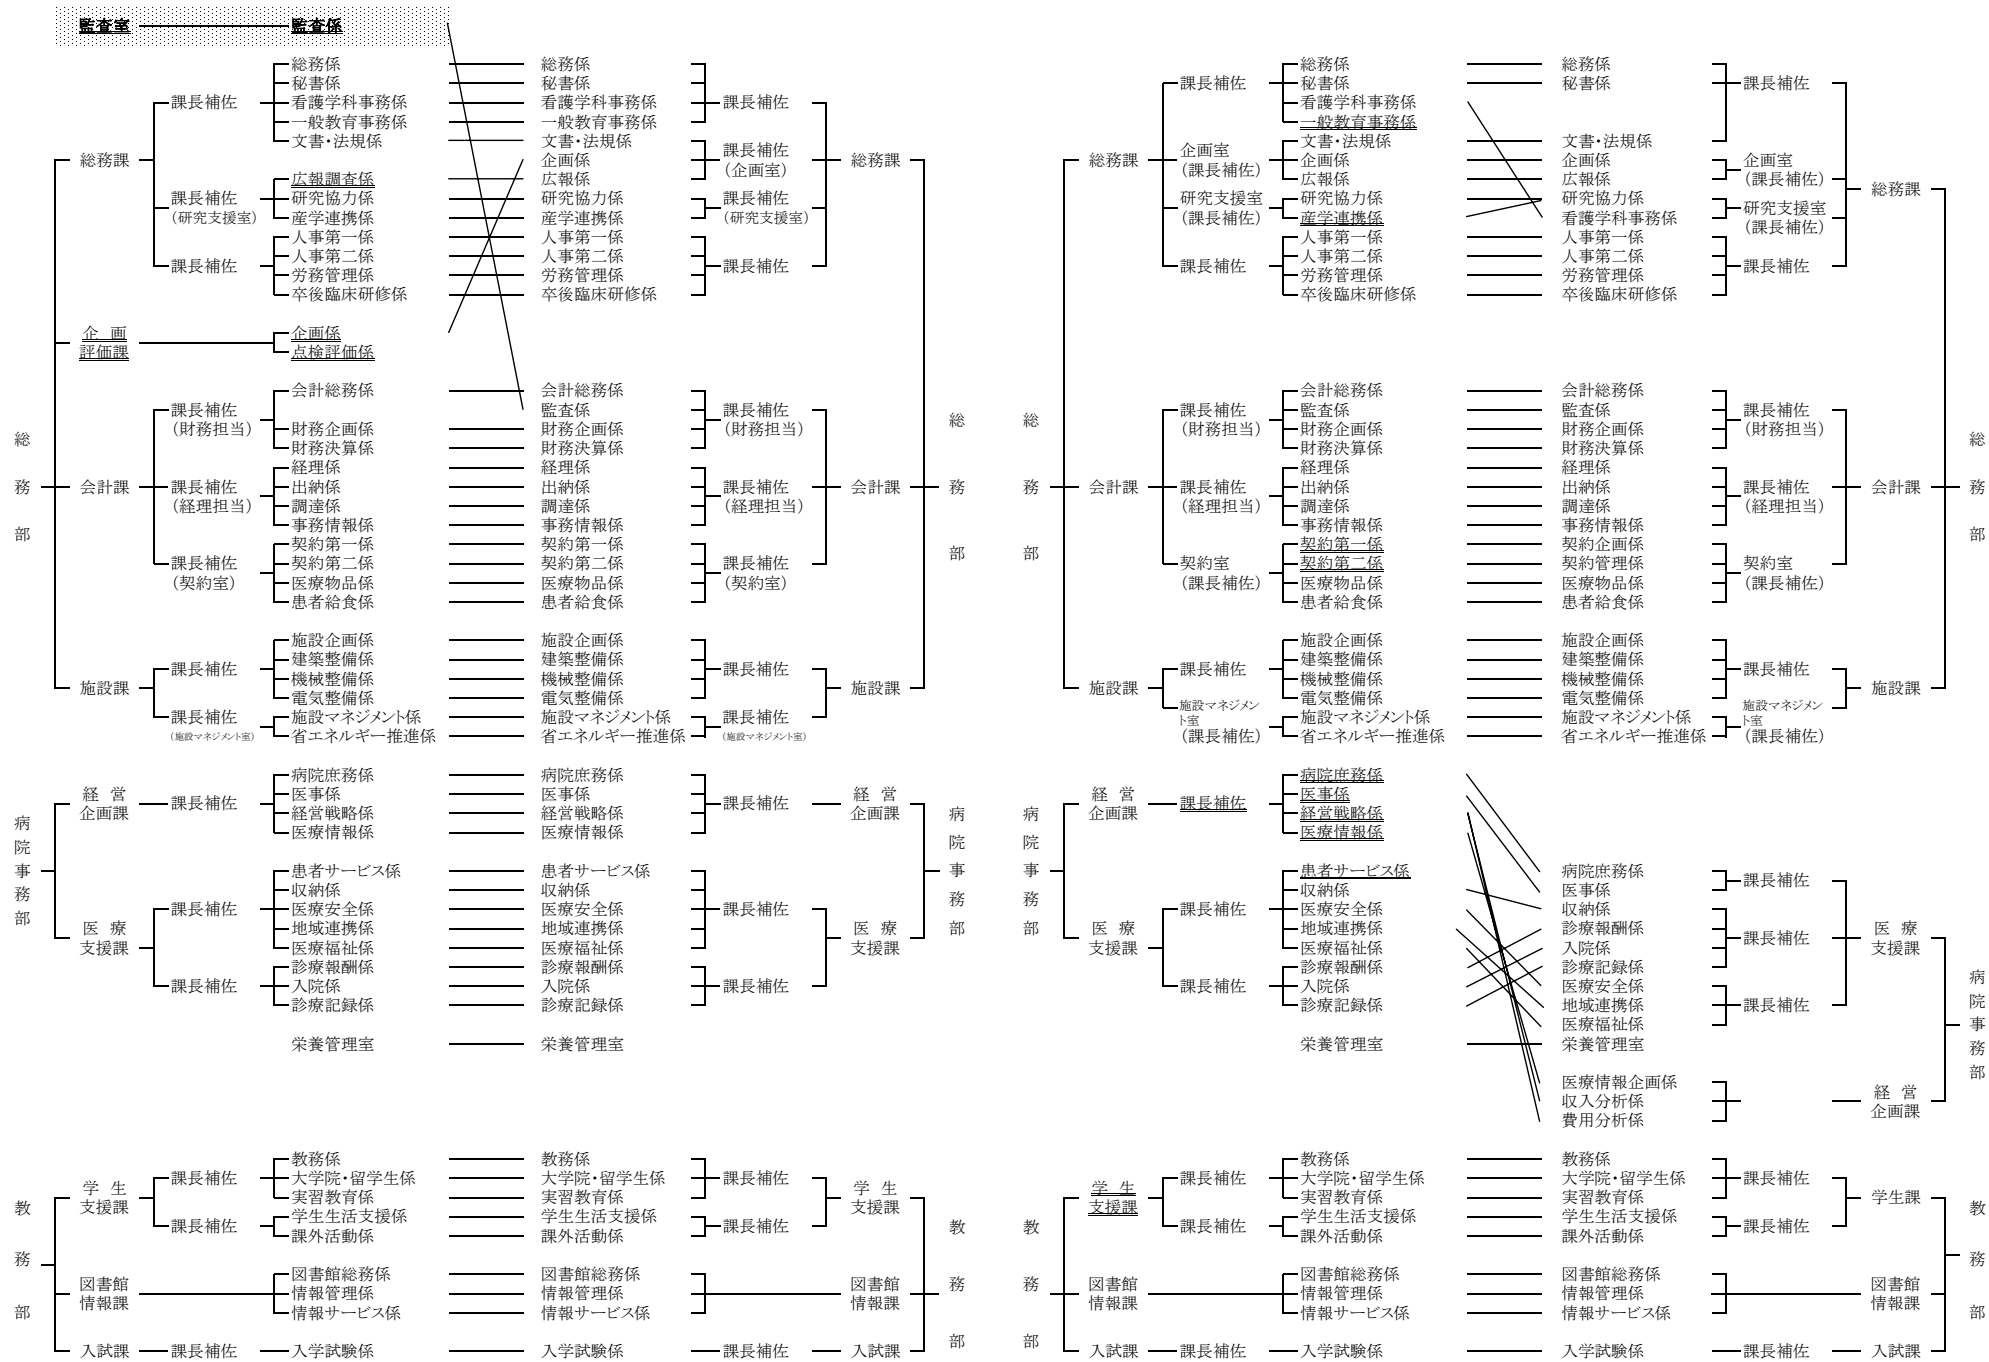 監査室 監査係
総務係 総務係 総務係 総務係
秘書係 秘書係 課長補佐 秘書係 秘書係 課長補佐
課長補佐 看護学科事務係 看護学科事務係 課長補佐 看護学科事務係
一般教育事務係 一般教育事務係 一般教育事務係
文書・法規係 文書・法規係 課長補佐 企画室 文書・法規係 文書・法規係
総務課 企画係 (企画室) 総務課 総務課 (課長補佐) 企画係 企画係 企画室
広報調査係 広報係 広報係 広報係 (課長補佐) 総務課
課長補佐 研究協力係 研究協力係 課長補佐 研究支援室 研究協力係 研究協力係 研究支援室
(研究支援室) 産学連携係 産学連携係 (研究支援室) (課長補佐) 産学連携係 看護学科事務係 (課長補佐)
人事第一係 人事第一係 人事第一係 人事第一係
人事第二係 人事第二係 人事第二係 人事第二係
課長補佐 労務管理係 労務管理係 課長補佐 課長補佐 労務管理係 労務管理係 課長補佐
卒後臨床研修係 卒後臨床研修係 卒後臨床研修係 卒後臨床研修係
企 画 企画係
評価課 点検評価係
会計総務係 会計総務係 会計総務係 会計総務係
課長補佐 監査係 課長補佐 課長補佐 監査係 監査係 課長補佐
(財務担当) 財務企画係 財務企画係 (財務担当) (財務担当) 財務企画係 財務企画係 (財務担当)
財務決算係 財務決算係 財務決算係 財務決算係
経理係 経理係 経理係 経理係
総務部 会計課 課長補佐 出納係 出納係 課長補佐 会計課 総務部 総務部 会計課 課長補佐 出納係 出納係 課長補佐 会計課 総務部
(経理担当) 調達係 調達係 (経理担当) (経理担当) 調達係 調達係 (経理担当)
事務情報係 事務情報係 事務情報係 事務情報係
契約第一係 契約第一係 契約第一係 契約企画係
課長補佐 契約第二係 契約第二係 課長補佐 契約室 契約第二係 契約管理係 契約室
(契約室) 医療物品係 医療物品係 (契約室) (課長補佐) 医療物品係 医療物品係 (課長補佐)
患者給食係 患者給食係 患者給食係 患者給食係
施設企画係 施設企画係 施設企画係 施設企画係
課長補佐 建築整備係 建築整備係 課長補佐 課長補佐 建築整備係 建築整備係 課長補佐
機械整備係 機械整備係 機械整備係 機械整備係
施設課 電気整備係 電気整備係 施設課 施設課 電気整備係 電気整備係 施設課
課長補佐 施設マネジメント係 施設マネジメント係 課長補佐 施設マネジメント室 施設マネジメント係 施設マネジメント係 施設マネジメント室
(施設マネジメント室) 省エネルギー推進係 省エネルギー推進係 (施設マネジメント室) (課長補佐) 省エネルギー推進係 省エネルギー推進係 (課長補佐)
病院庶務係 病院庶務係 病院庶務係
経 営 課長補佐 医事係 医事係 課長補佐 経 営 経 営 課長補佐 医事係
企画課 経営戦略係 経営戦略係 企画課 企画課 経営戦略係
医療情報係 医療情報係 医療情報係
病院事務部 患者サービス係 患者サービス係 病院事務部 病院事務部 患者サービス係 病院庶務係 課長補佐
収納係 収納係 収納係 医事係
課長補佐 医療安全係 医療安全係 課長補佐 課長補佐 医療安全係 収納係
医 療 地域連携係 地域連携係 医 療 医 療 地域連携係 診療報酬係 課長補佐 医 療
支援課 医療福祉係 医療福祉係 支援課 支援課 医療福祉係 入院係 支援課
診療報酬係 診療報酬係 診療報酬係 診療記録係
課長補佐 入院係 入院係 課長補佐 課長補佐 入院係 医療安全係
診療記録係 診療記録係 診療記録係 地域連携係 課長補佐
医療福祉係 病院事務部
栄養管理室 栄養管理室 栄養管理室 栄養管理室
医療情報企画係
収入分析係 経 営
費用分析係 企画課
教務係 教務係 教務係 教務係
学 生 課長補佐 大学院・留学生係 大学院・留学生係 課長補佐 学 生 学 生 課長補佐 大学院・留学生係 大学院・留学生係 課長補佐
支援課 実習教育係 実習教育係 支援課 支援課 実習教育係 実習教育係 学生課
課長補佐 学生生活支援係 学生生活支援係 課長補佐 課長補佐 学生生活支援係 学生生活支援係 課長補佐
課外活動係 課外活動係 課外活動係 課外活動係
教務部 図書館総務係 図書館総務係 教務部 教務部 図書館総務係 図書館総務係 教務部
図書館 情報管理係 情報管理係 図書館 図書館 情報管理係 情報管理係 図書館
情報課 情報サービス係 情報サービス係 情報課 情報課 情報サービス係 情報サービス係 情報課
入試課 課長補佐 入学試験係 入学試験係 課長補佐 入試課 入試課 課長補佐 入学試験係 入学試験係 課長補佐 入試課